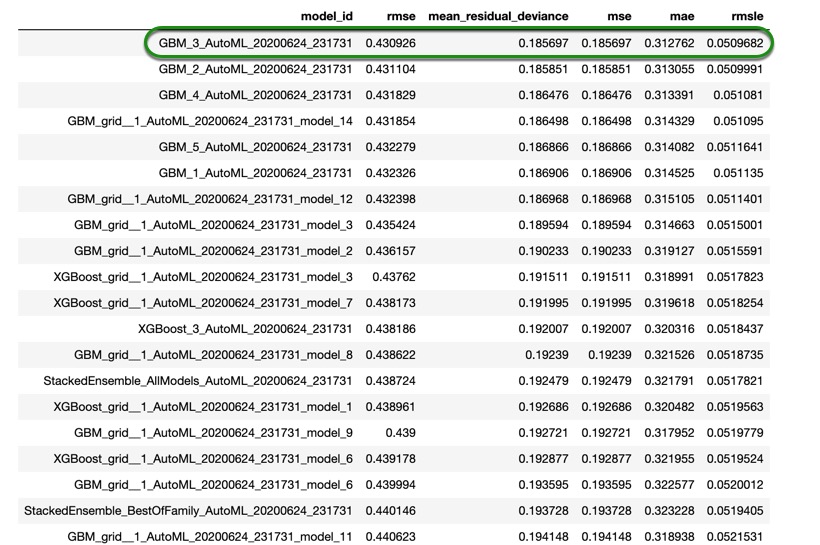 model_id rmse mean_residual_deviance mse mae rmsle
GBM_3_AutoML_20200624_231731 0.430926 0.185697 0.185697 0.312762 0.0509682
GBM_2_AutoML_20200624_231731 0.431104 0.185851 0.185851 0.313055 0.0509991
GBM_4_AutoML_20200624_231731 0.431829 0.186476 0.186476 0.313391 0.051081
GBM_grid__1_AutoML_20200624_231731_model_14 0.431854 0.186498 0.186498 0.314329 0.051095
GBM_5_AutoML_20200624_231731 0.432279 0.186866 0.186866 0.314082 0.0511641
GBM_1_AutoML_20200624_231731 0.432326 0.186906 0.186906 0.314525 0.051135
GBM_grid__1_AutoML_20200624_231731_model_12 0.432398 0.186968 0.186968 0.315105 0.0511401
GBM_grid__1_AutoML_20200624_231731_model_3 0.435424 0.189594 0.189594 0.314663 0.0515001
GBM_grid__1_AutoML_20200624_231731_model_2 0.436157 0.190233 0.190233 0.319127 0.0515591
XGBoost_grid__1_AutoML_20200624_231731_model_3 0.43762 0.191511 0.191511 0.318991 0.0517823
XGBoost_grid__1_AutoML_20200624_231731_model_7 0.438173 0.191995 0.191995 0.319618 0.0518254
XGBoost_3_AutoML_20200624_231731 0.438186 0.192007 0.192007 0.320316 0.0518437
GBM_grid__1_AutoML_20200624_231731_model_8 0.438622 0.19239 0.19239 0.321526 0.0518735
StackedEnsemble_AllModels_AutoML_20200624_231731 0.438724 0.192479 0.192479 0.321791 0.0517821
XGBoost_grid__1_AutoML_20200624_231731_model_1 0.438961 0.192686 0.192686 0.320482 0.0519563
GBM_grid__1_AutoML_20200624_231731_model_9 0.439 0.192721 0.192721 0.317952 0.0519779
XGBoost_grid__1_AutoML_20200624_231731_model_6 0.439178 0.192877 0.192877 0.321955 0.0519524
GBM_grid__1_AutoML_20200624_231731_model_6 0.439994 0.193595 0.193595 0.322577 0.0520012
StackedEnsemble_BestOfFamily_AutoML_20200624_231731 0.440146 0.193728 0.193728 0.323228 0.0519405
GBM_grid__1_AutoML_20200624_231731_model_11 0.440623 0.194148 0.194148 0.318938 0.0521531